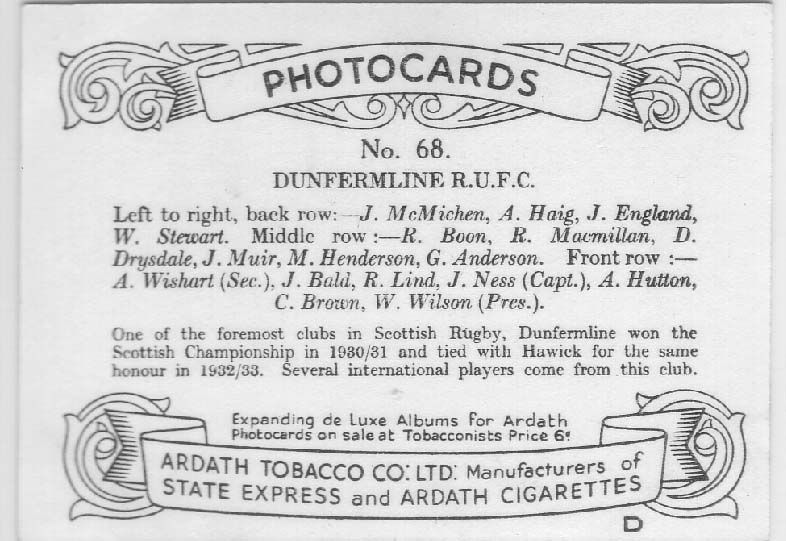 PHOTOCARDS
No. 68.
DUNFERMLINE R.U.F.C.
Left to right, back row:—J. McMichen, A. Haig, J. England,
W. Stewart. Middle row :—R. Boon, R. Macmillan, D.
Drysdale, J. Muir, M. Henderson, G. Anderson. Front row :—
A. Wishart (Sec.), J. Bald, R. Lind, J. Ness (Capt.), A. Hutton,
C. Brown, W. Wilson (Pres.).
One of the foremost clubs in Scottish Rugby, Dunfermline won the
Scottish Championship in 1930/31 and tied with Hawick for the same
honour in 1932/33. Several international players come from this club.
Expanding de Luxe Albums for Ardath
Photocards on sale at Tobacconists Price 6ᵈ
ARDATH TOBACCO CO: LTD: Manufacturers of
STATE EXPRESS and ARDATH CIGARETTES
D